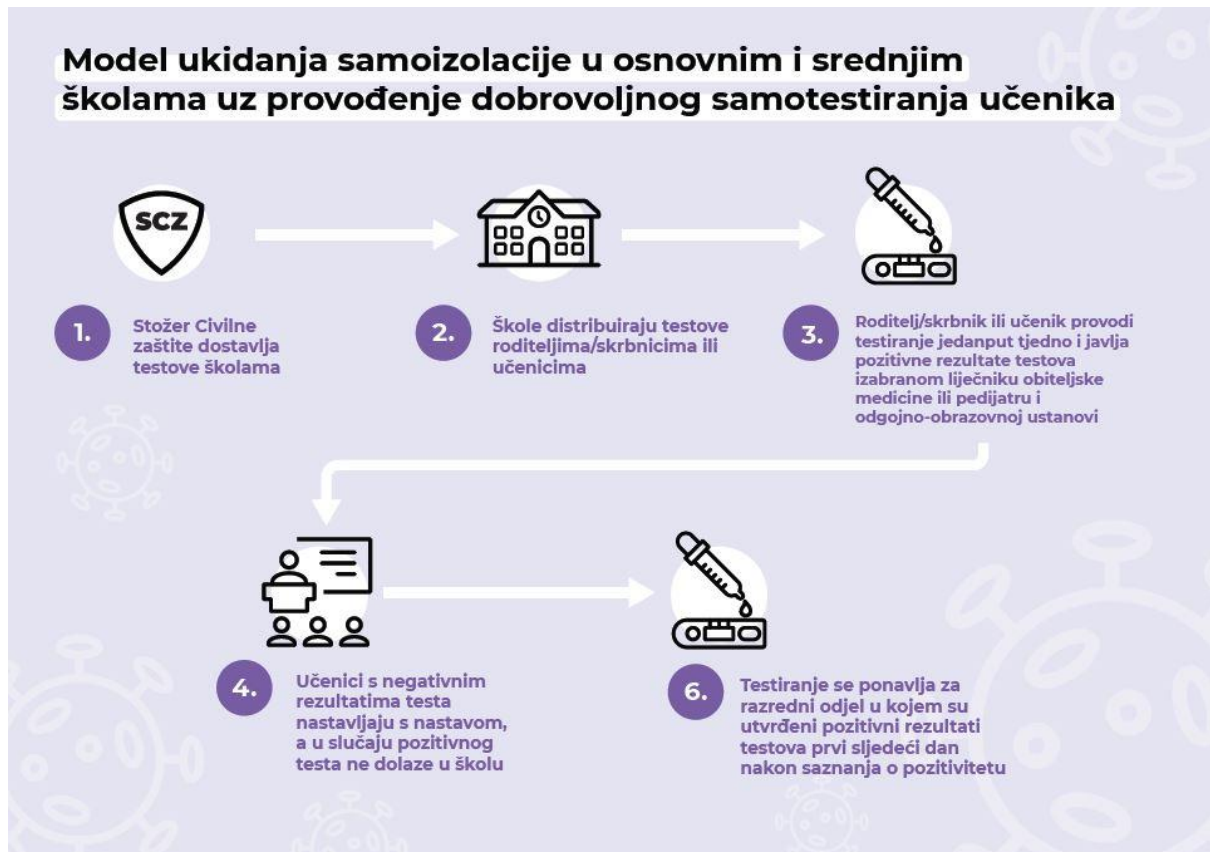 Model ukidanja samoizolacije u osnovnim i srednjim
školama uz provođenje dobrovoljnog samotestiranja učenika
SCZ
1.
Stožer Civilne
zaštite dostavlja
testove školama
2.
Škole distribuiraju testove
roditeljima/skrbnicima ili
učenicima
3.
Roditelj/skrbnik ili učenik provodi
testiranje jedanput tjedno i javlja
pozitivne rezultate testova
izabranom liječniku obiteljske
medicine ili pedijatru i
odgojno-obrazovnoj ustanovi
4.
Učenici s negativnim
rezultatima testa
nastavljaju s nastavom,
a u slučaju pozitivnog
testa ne dolaze u školu
6.
Testiranje se ponavlja za
razredni odjel u kojem su
utvrđeni pozitivni rezultati
testova prvi sljedeći dan
nakon saznanja o pozitivitetu